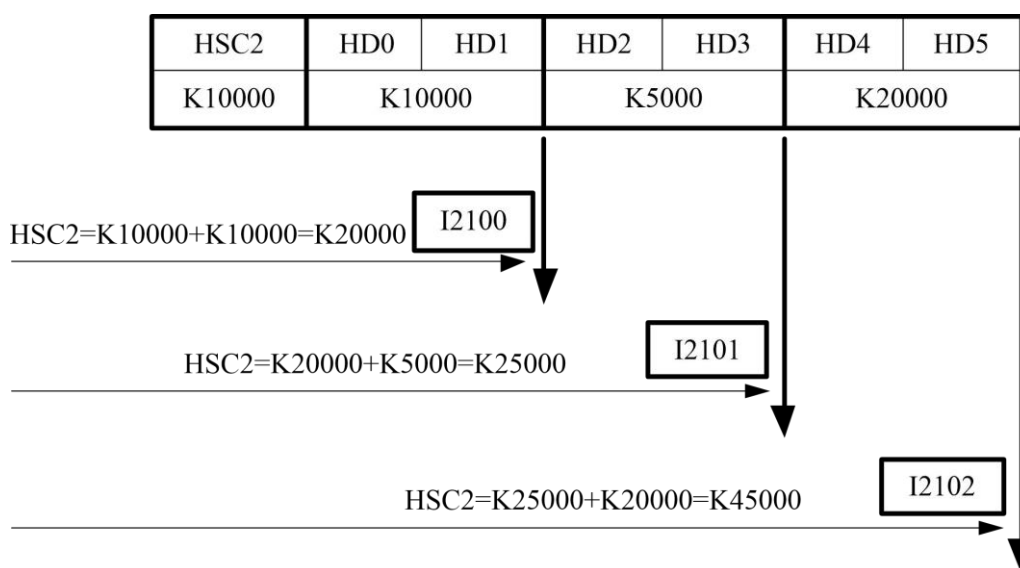 HSC2 HD0 HD1 HD2 HD3 HD4 HD5
K10000 K10000 K5000 K20000
I2100
HSC2=K10000+K10000=K20000
I2101
HSC2=K20000+K5000=K25000
I2102
HSC2=K25000+K20000=K45000